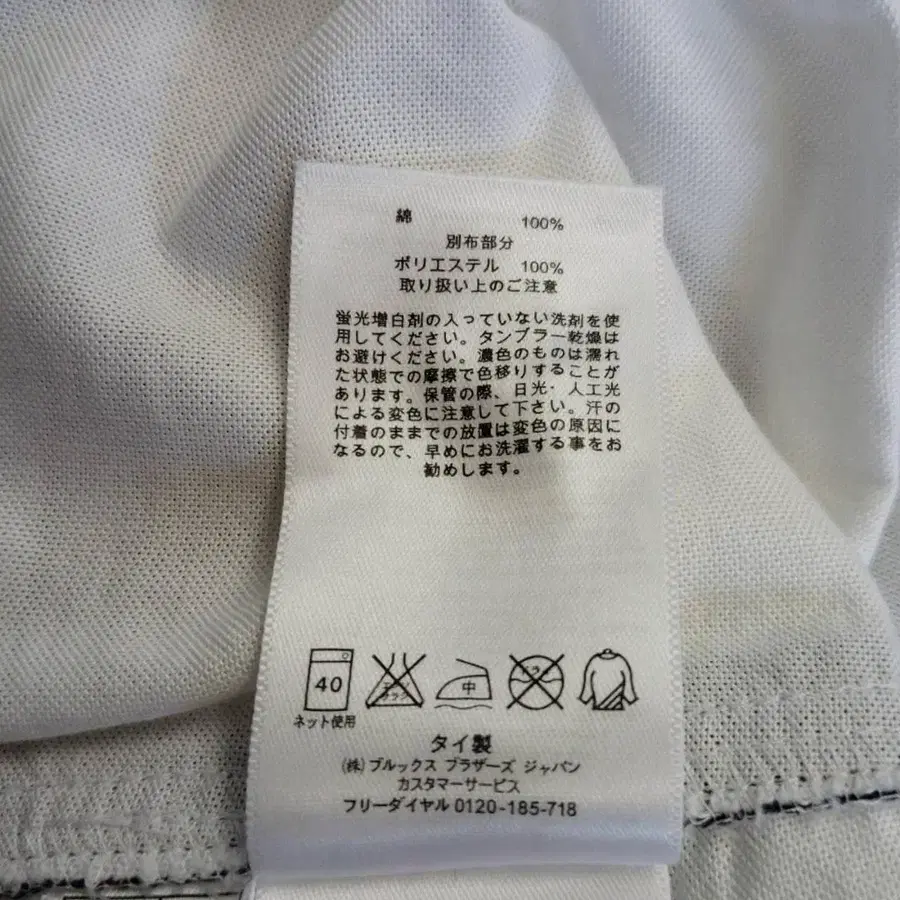 綿 100%
別布部分
ポリエステル 100%
取り扱い上のご注意
蛍光増白剤の入っていない洗剤を使
用してください。タンブラー乾燥は
お避けください。濃色のものは濡れ
た状態での摩擦で色移りすることが
あります。保管の際、日光・人工光
による変色に注意して下さい。汗の
付着のままでの放置は変色の原因に
なるので、早めにお洗濯する事をお
勧めします。
40 中 ドライ
ネット使用
タイ製
(株)ブルックス ブラザーズ ジャパン
カスタマーサービス
フリーダイヤル 0120-185-718